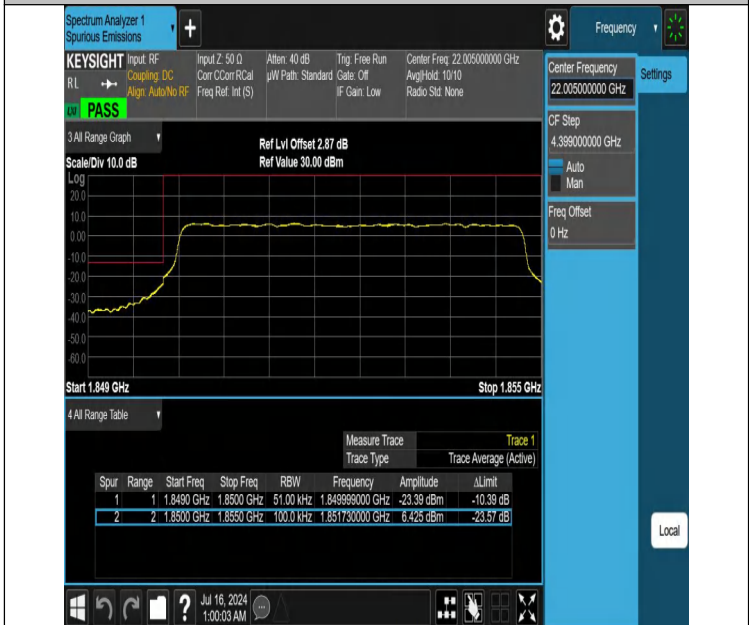 Spectrum Analyzer 1
Spurious Emissions
Frequency
KEYSIGHT Input: RF Input Z: 50 Ω Atten: 40 dB Trig: Free Run Center Freq: 22.005000000 GHz
RL Coupling: DC Corr CCorr RCal µW Path: Standard Gate: Off Avg|Hold: 10/10
Align: Auto/No RF Freq Ref: Int (S) IF Gain: Low Radio Std: None
LXI PASS
Center Frequency
22.005000000 GHz
Settings
CF Step
4.399000000 GHz
Auto
Man
Freq Offset
0 Hz
3 All Range Graph
Ref Lvl Offset 2.87 dB
Scale/Div 10.0 dB Ref Value 30.00 dBm
Log
20.0
10.0
0.00
-10.0
-20.0
-30.0
-40.0
-50.0
-60.0
Start 1.849 GHz Stop 1.855 GHz
4 All Range Table
Measure Trace Trace 1
Trace Type Trace Average (Active)
Spur Range Start Freq Stop Freq RBW Frequency Amplitude ΔLimit
1 1 1.8490 GHz 1.8500 GHz 51.00 kHz 1.849999000 GHz -23.39 dBm -10.39 dB
2 2 1.8500 GHz 1.8550 GHz 100.0 kHz 1.851730000 GHz 6.425 dBm -23.57 dB
Local
? Jul 16, 2024
1:00:03 AM